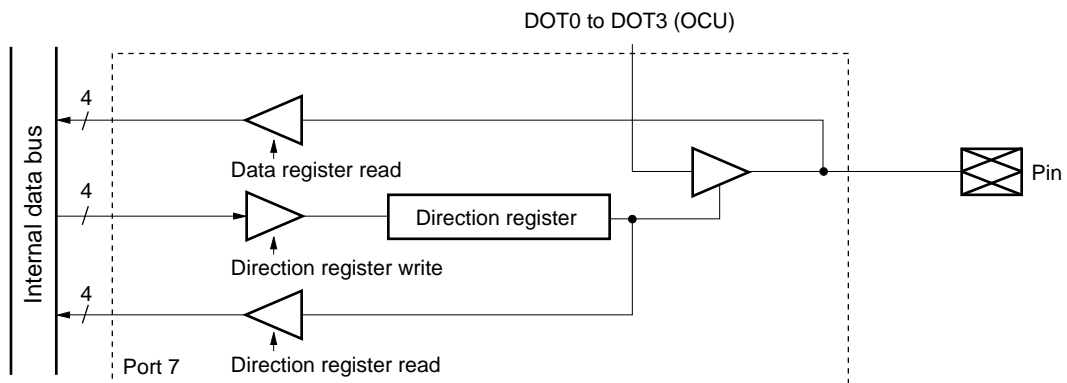 DOT0 to DOT3 (OCU)
Internal data bus
4
Data register read
4
Direction register
Pin
Direction register write
4
Direction register read
Port 7